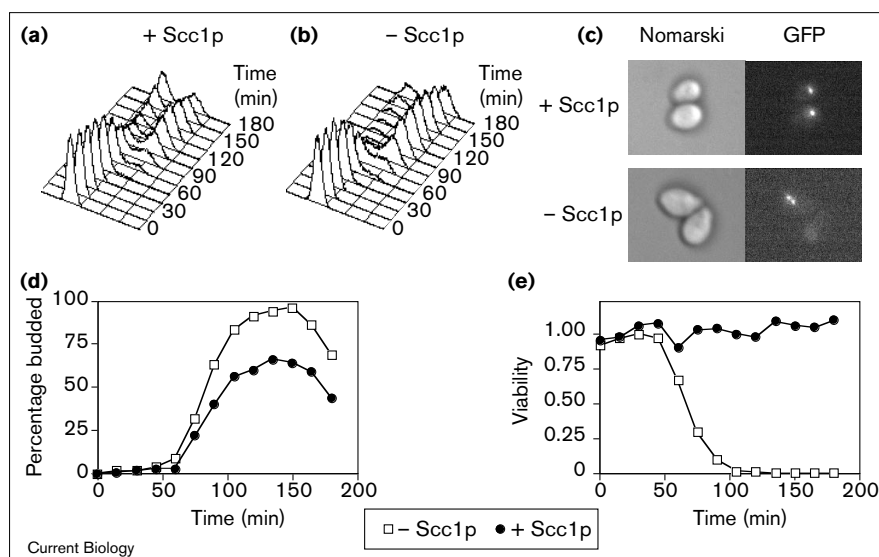 (a) + Scc1p
Time
(min)
180
150
120
90
60
30
0
(b) – Scc1p
Time
(min)
180
150
120
90
60
30
0
(c) Nomarski GFP
+ Scc1p
– Scc1p
(d)
Percentage budded
100
75
50
25
0
0 50 100 150 200
Time (min)
(e)
Viability
1.00
0.75
0.50
0.25
0
0 50 100 150 200
Time (min)
– Scc1p + Scc1p
Current Biology